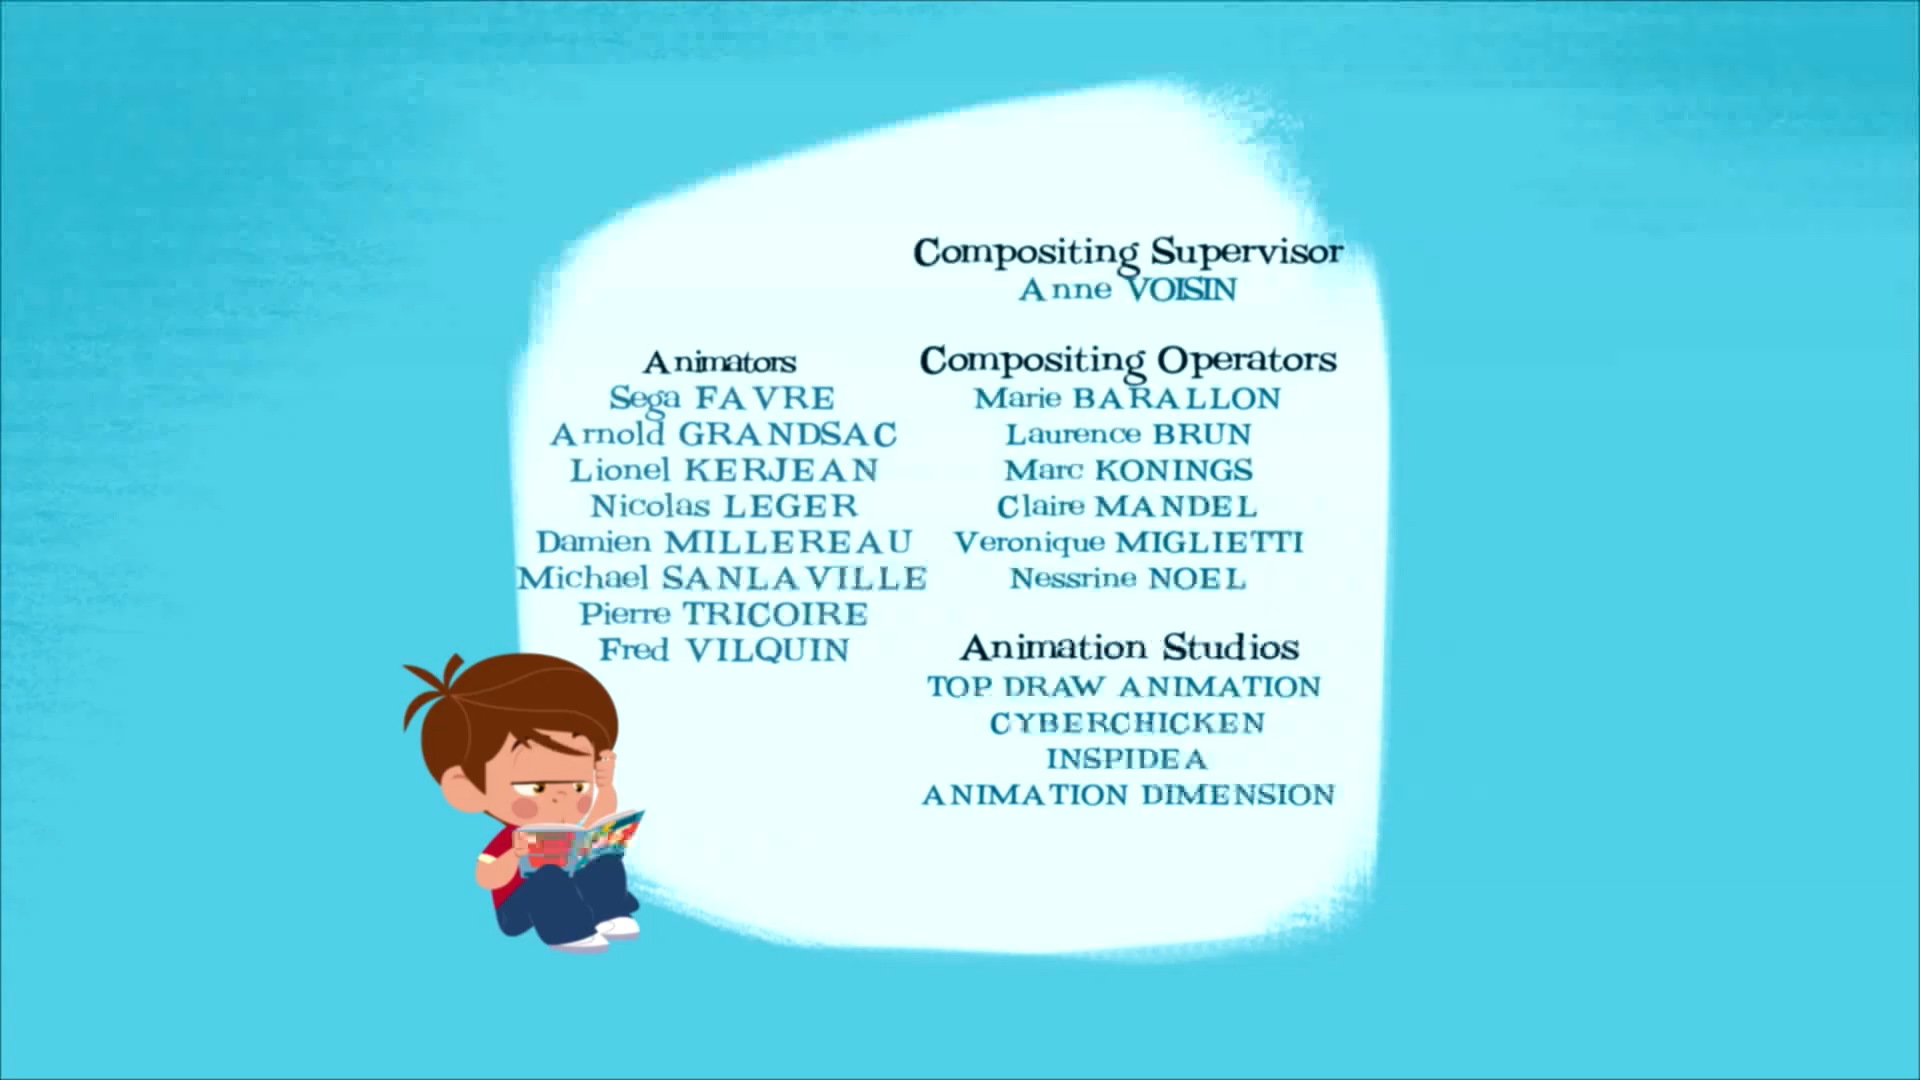 Animators
Sega FAVRE
Arnold GRANDSAC
Lionel KERJEAN
Nicolas LEGER
Damien MILLEREAU
Michael SANLAVILLE
Pierre TRICOIRE
Fred VILQUIN
Compositing Supervisor
Anne VOISIN
Compositing Operators
Marie BARALLON
Laurence BRUN
Marc KONINGS
Claire MANDEL
Veronique MIGLIETTI
Nessrine NOEL
Animation Studios
TOP DRAW ANIMATION
CYBERCHICKEN
INSPIDEA
ANIMATION DIMENSION